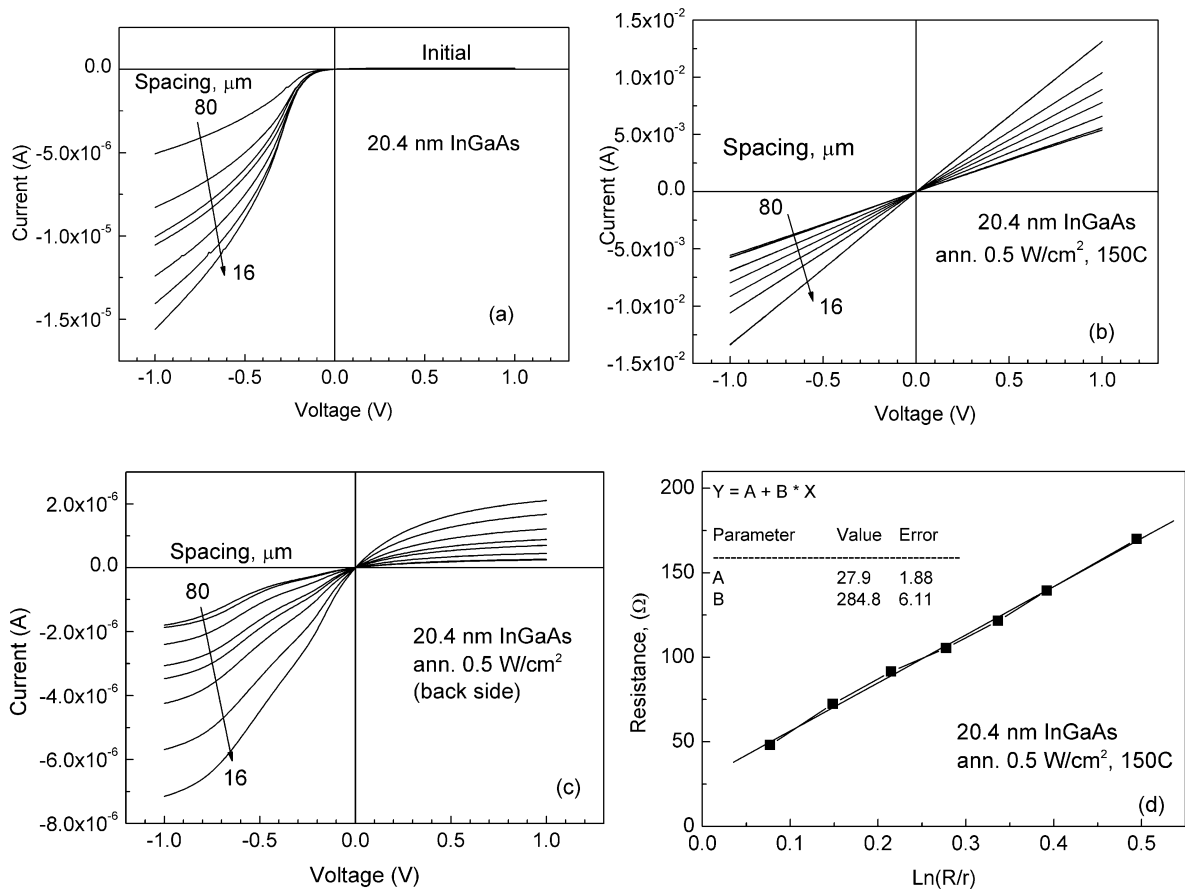 Initial
Spacing, μm
80
16
20.4 nm InGaAs
(a)
0.0
-5.0x10⁻⁶
-1.0x10⁻⁵
-1.5x10⁻⁵
Current (A)
-1.0 -0.5 0.0 0.5 1.0
Voltage (V)
1.5x10⁻²
1.0x10⁻²
5.0x10⁻³
0.0
-5.0x10⁻³
-1.0x10⁻²
-1.5x10⁻²
Current (A)
Spacing, μm
80
16
20.4 nm InGaAs
ann. 0.5 W/cm², 150C
(b)
-1.0 -0.5 0.0 0.5 1.0
Voltage (V)
2.0x10⁻⁶
0.0
-2.0x10⁻⁶
-4.0x10⁻⁶
-6.0x10⁻⁶
-8.0x10⁻⁶
Current (A)
Spacing, μm
80
16
20.4 nm InGaAs
ann. 0.5 W/cm²
(back side)
(c)
-1.0 -0.5 0.0 0.5 1.0
Voltage (V)
200
150
100
50
0
Resistance, (Ω)
Y = A + B * X
Parameter Value Error
A 27.9 1.88
B 284.8 6.11
20.4 nm InGaAs
ann. 0.5 W/cm², 150C
(d)
0.0 0.1 0.2 0.3 0.4 0.5
Ln(R/r)